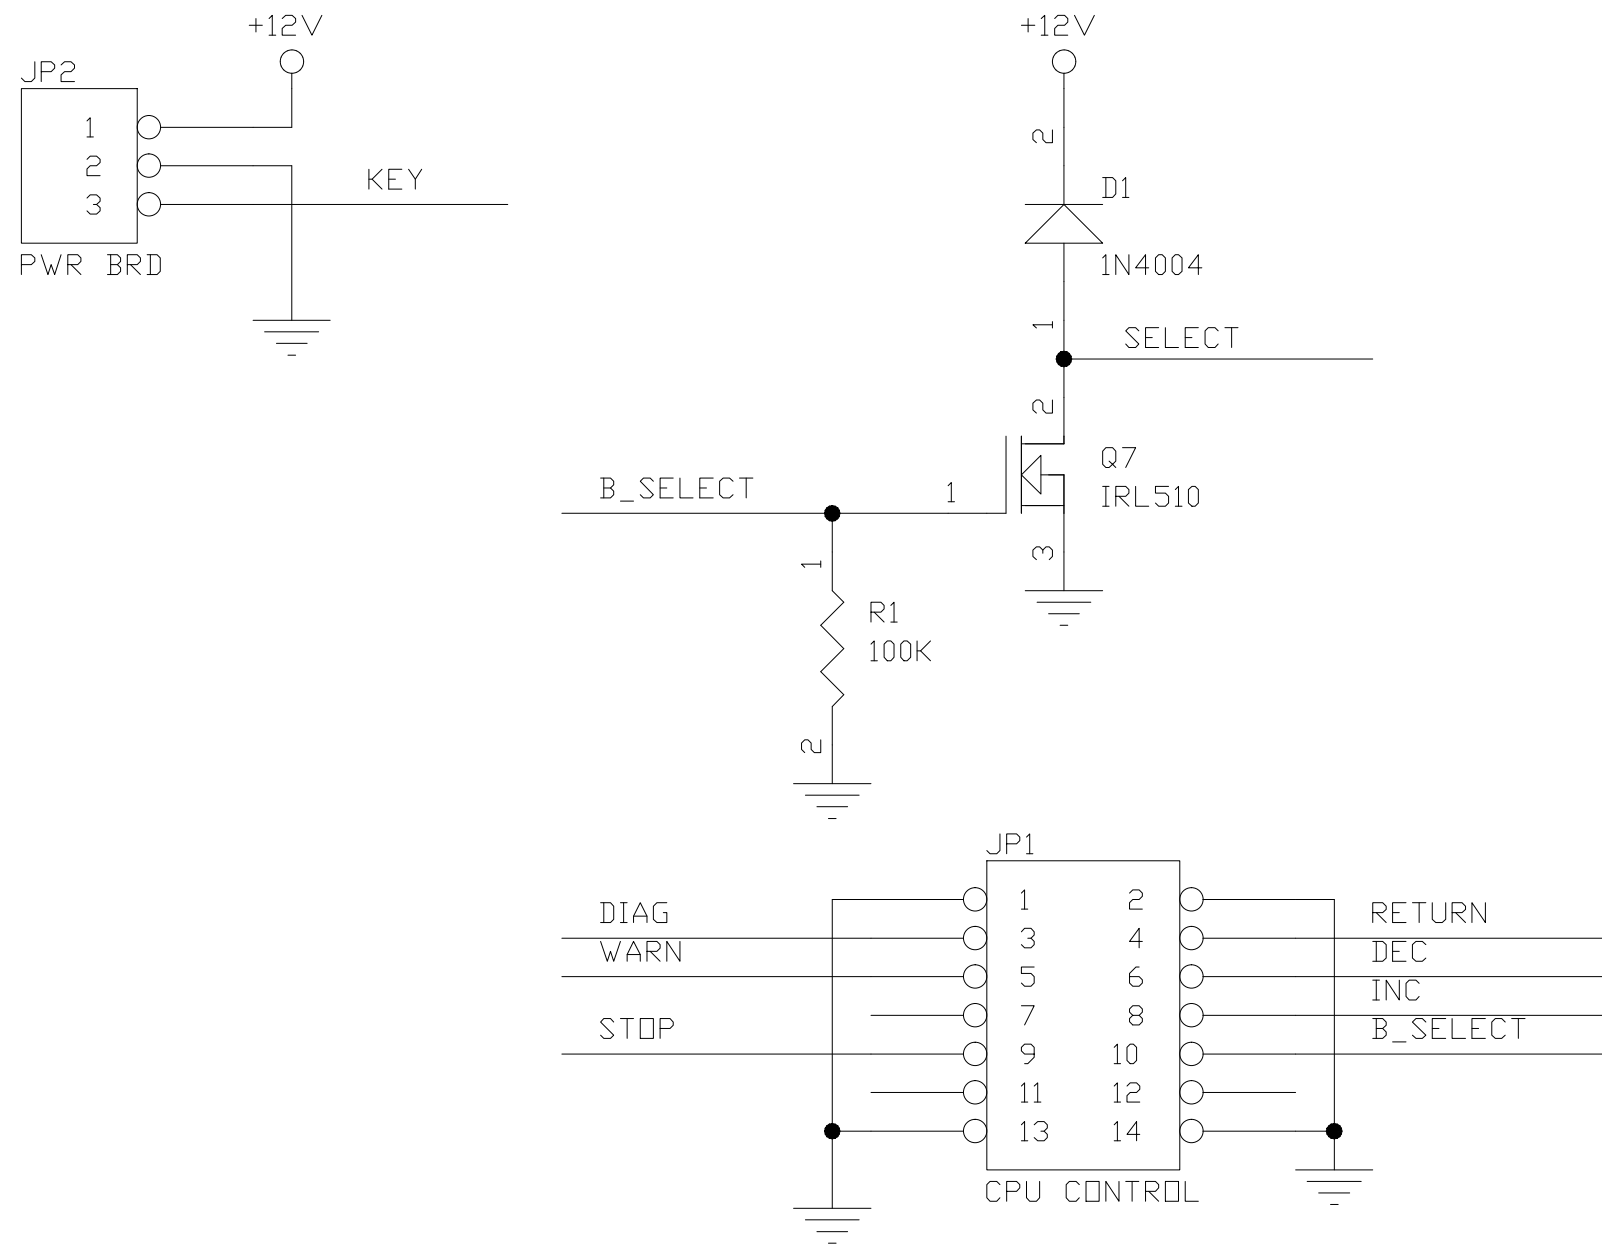 +12V
JP2
1
2
3
KEY
PWR BRD
+12V
2
D1
1N4004
1
SELECT
2
Q7
IRL510
B_SELECT
1
3
1
R1
100K
2
JP1
1 2
DIAG RETURN
3 4
WARN DEC
5 6
INC
7 8
STOP B_SELECT
9 10
11 12
13 14
CPU CONTROL